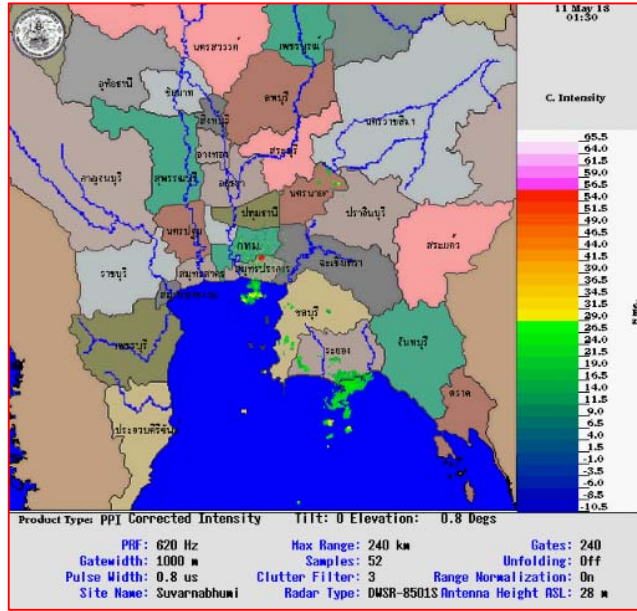 11 May 18
01:30
C. Intensity
65.5
64.0
61.5
59.0
56.5
54.0
51.5
49.0
46.5
44.0
41.5
39.0
36.5
34.0
31.5
29.0
26.5
24.0
21.5
19.0
16.5
14.0
11.5
9.0
6.5
4.0
1.5
-1.0
-3.5
-6.0
-8.5
-10.5
นครสวรรค์
เพชรบูรณ์
อุทัยธานี
ชัยนาท
ลพบุรี
สิงห์บุรี
นครราชสีมา
สระบุรี
อ่างทอง
กาญจนบุรี
สุพรรณบุรี
อยุธยา
นครนายก
ปราจีนบุรี
ปทุมธานี
นครปฐม
กทม.
สระแก้ว
ราชบุรี
สมุทรสาคร
สมุทรปราการ
ฉะเชิงเทรา
ชลบุรี
เพชรบุรี
ระยอง
จันทบุรี
ตราด
ประจวบคีรีขันธ์
Product Type: PPI Corrected Intensity Tilt: 0 Elevation: 0.8 Degs
PRF: 620 Hz Max Range: 240 km Gates: 240
Gatewidth: 1000 m Samples: 52 Unfolding: Off
Pulse Width: 0.8 us Clutter Filter: 3 Range Normalization: On
Site Name: Suvarnabhumi Radar Type: DWSR-8501S Antenna Height ASL: 28 m